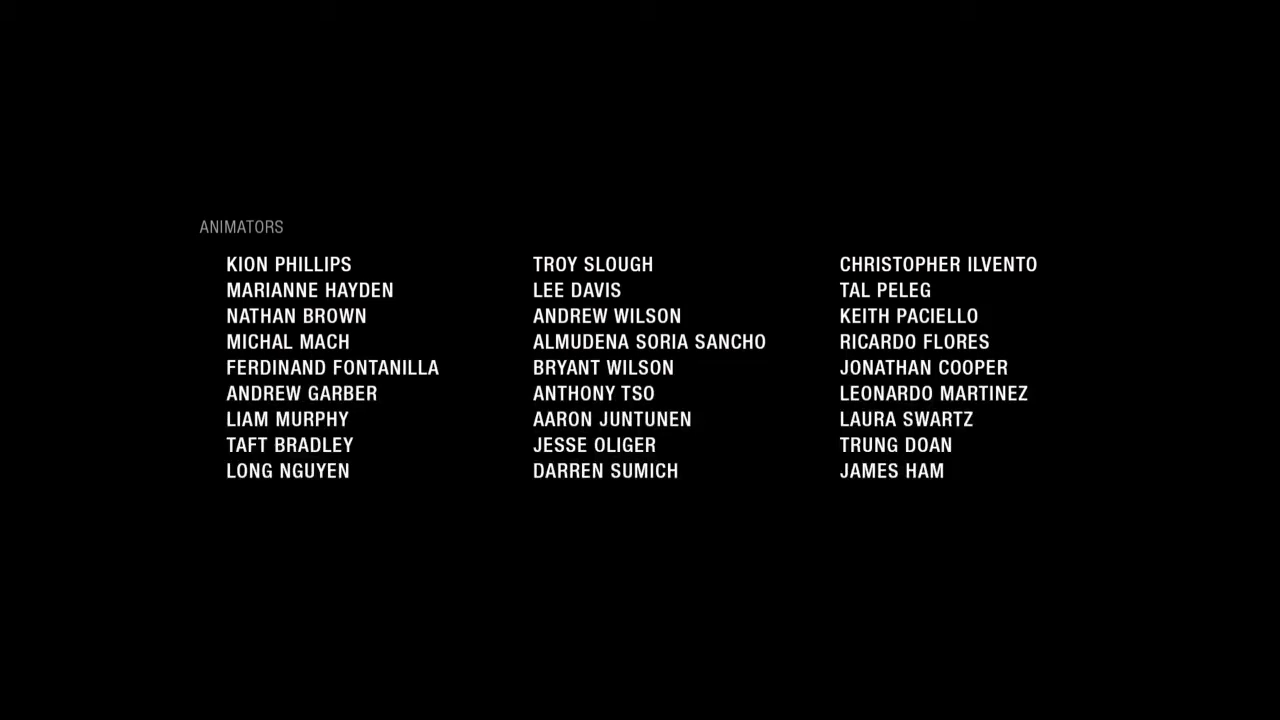 ANIMATORS
KION PHILLIPS
MARIANNE HAYDEN
NATHAN BROWN
MICHAL MACH
FERDINAND FONTANILLA
ANDREW GARBER
LIAM MURPHY
TAFT BRADLEY
LONG NGUYEN
TROY SLOUGH
LEE DAVIS
ANDREW WILSON
ALMUDENA SORIA SANCHO
BRYANT WILSON
ANTHONY TSO
AARON JUNTUNEN
JESSE OLIGER
DARREN SUMICH
CHRISTOPHER ILVENTO
TAL PELEG
KEITH PACIELLO
RICARDO FLORES
JONATHAN COOPER
LEONARDO MARTINEZ
LAURA SWARTZ
TRUNG DOAN
JAMES HAM